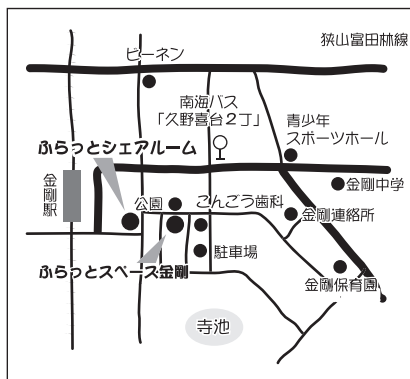 狭山富田林線
ビーネン
南海バス
「久野喜台2丁」
青少年
スポーツホール
ふらっとシェアルーム
金剛駅
公園
こんごう歯科
金剛中学
金剛連絡所
駐車場
ふらっとスペース金剛
金剛保育園
寺池